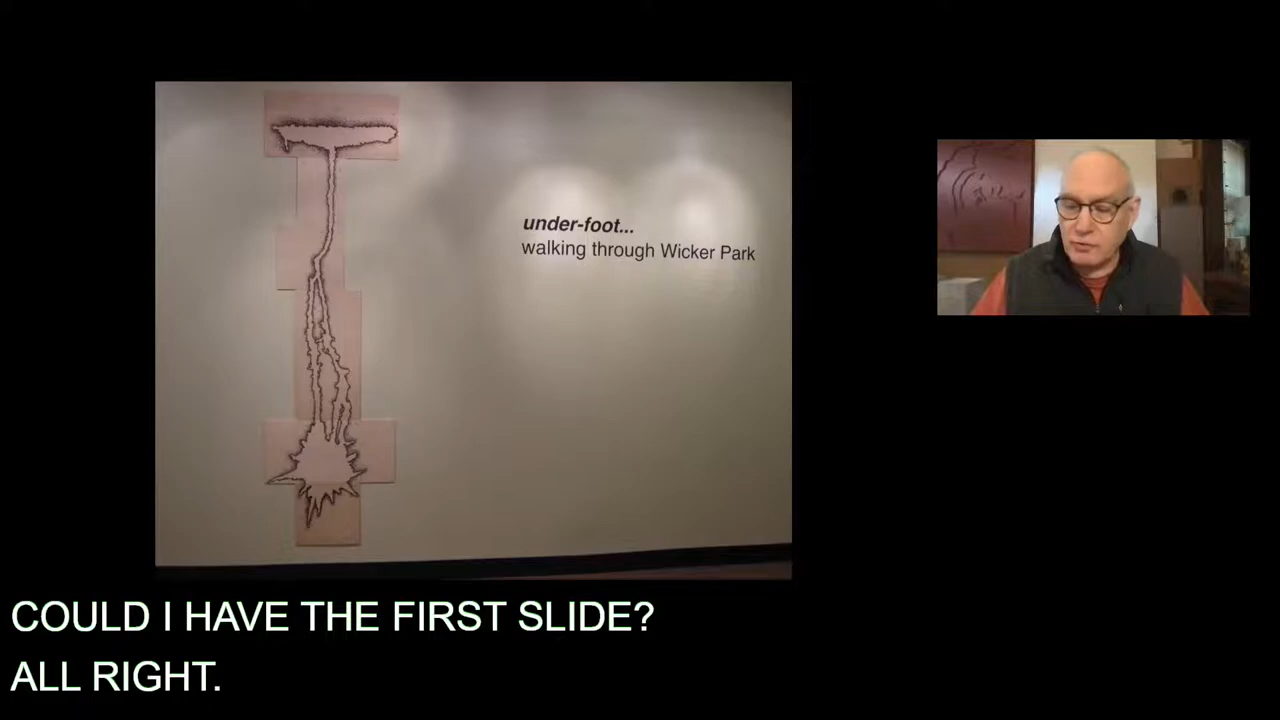 under-foot...
walking through Wicker Park
COULD I HAVE THE FIRST SLIDE?
ALL RIGHT.